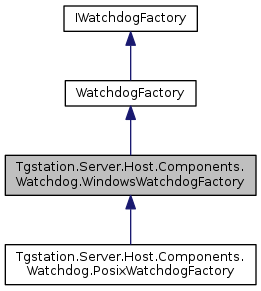 IWatchdogFactory
WatchdogFactory
Tgstation.Server.Host.Components.
Watchdog.WindowsWatchdogFactory
Tgstation.Server.Host.Components.
Watchdog.PosixWatchdogFactory